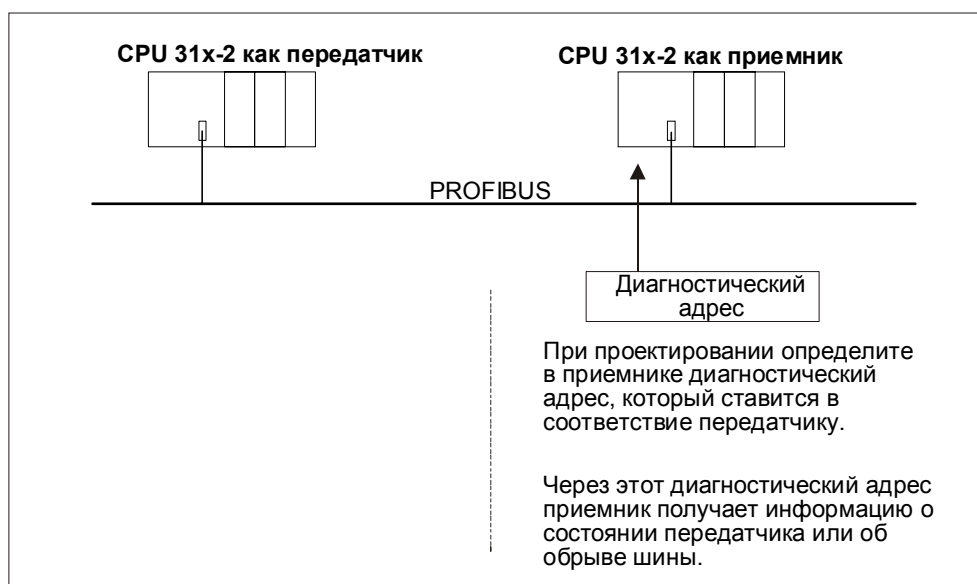 CPU 31x-2 как передатчик
CPU 31x-2 как приемник
PROFIBUS
Диагностический
адрес
При проектировании определите
в приемнике диагностический
адрес, который ставится в
соответствие передатчику.
Через этот диагностический адрес
приемник получает информацию о
состоянии передатчика или об
обрыве шины.